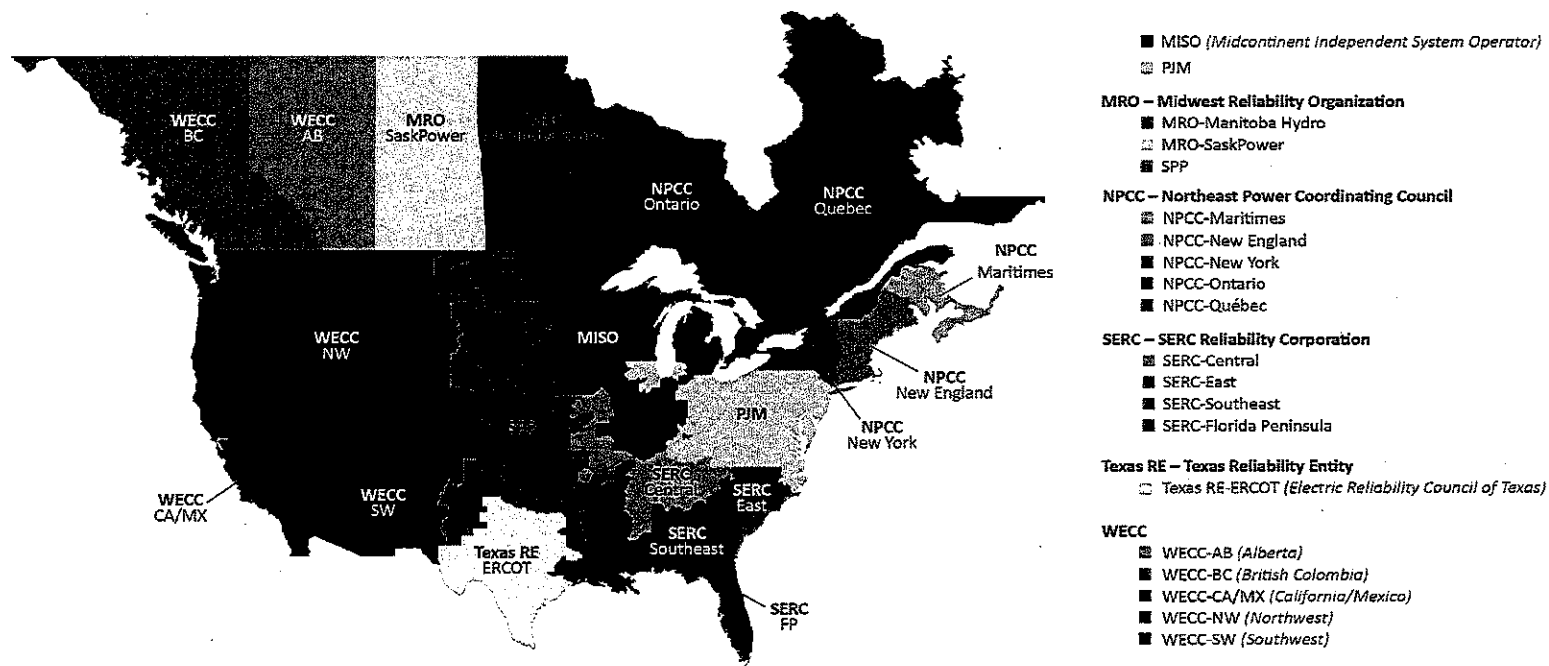 WECC
BC
WECC
AB
MRO
SaskPower
NPCC
Ontario
NPCC
Quebec
NPCC
Maritimes
WECC
NW
MISO
NPCC
New England
PJM
NPCC
New York
SPP
SERC
Central
SERC
East
WECC
CA/MX
WECC
SW
SERC
Southeast
Texas RE
ERCOT
SERC
FP
MISO (Midcontinent Independent System Operator)
PJM
MRO – Midwest Reliability Organization
MRO-Manitoba Hydro
MRO-SaskPower
SPP
NPCC – Northeast Power Coordinating Council
NPCC-Maritimes
NPCC-New England
NPCC-New York
NPCC-Ontario
NPCC-Québec
SERC – SERC Reliability Corporation
SERC-Central
SERC-East
SERC-Southeast
SERC-Florida Peninsula
Texas RE – Texas Reliability Entity
Texas RE-ERCOT (Electric Reliability Council of Texas)
WECC
WECC-AB (Alberta)
WECC-BC (British Colombia)
WECC-CA/MX (California/Mexico)
WECC-NW (Northwest)
WECC-SW (Southwest)